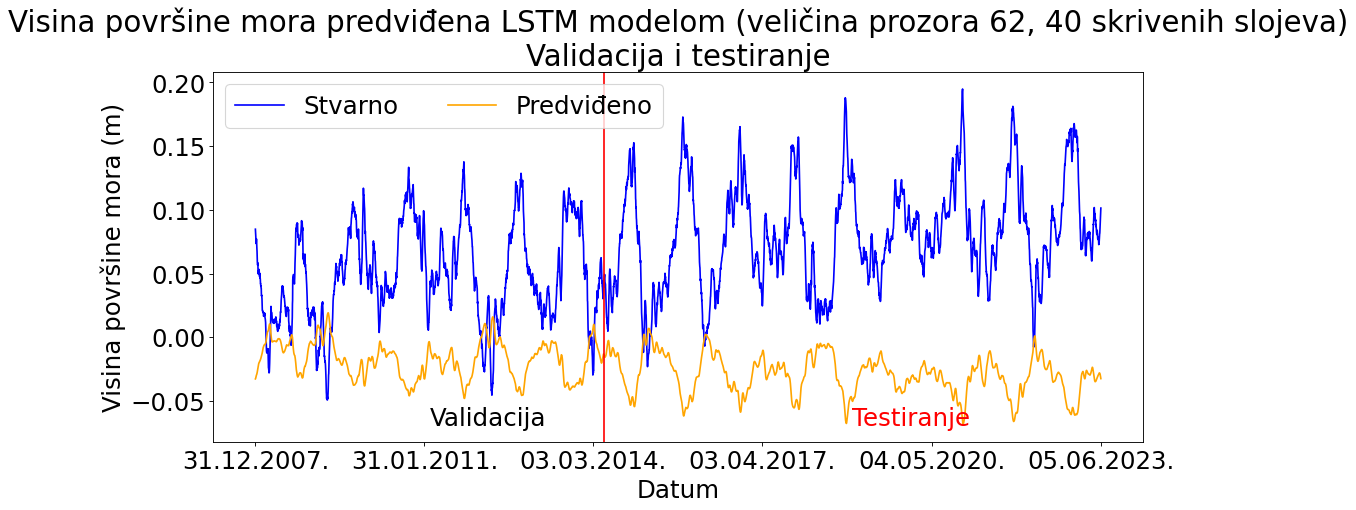 Visina površine mora predviđena LSTM modelom (veličina prozora 62, 40 skrivenih slojeva)
Validacija i testiranje
Stvarno Predviđeno
Visina površine mora (m)
0.20
0.15
0.10
0.05
0.00
−0.05
Validacija Testiranje
31.12.2007. 31.01.2011. 03.03.2014. 03.04.2017. 04.05.2020. 05.06.2023.
Datum